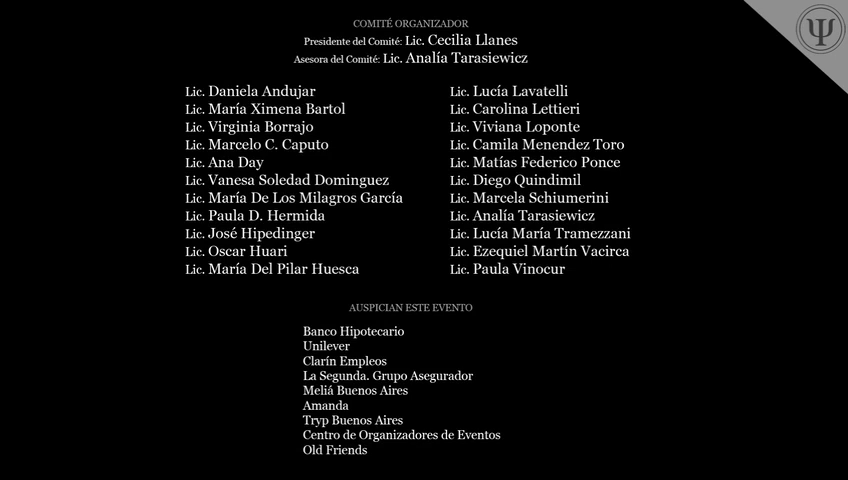 COMITÉ ORGANIZADOR
Presidente del Comité: Lic. Cecilia Llanes
Asesora del Comité: Lic. Analía Tarasiewicz
Lic. Daniela Andujar
Lic. María Ximena Bartol
Lic. Virginia Borrajo
Lic. Marcelo C. Caputo
Lic. Ana Day
Lic. Vanesa Soledad Dominguez
Lic. María De Los Milagros García
Lic. Paula D. Hermida
Lic. José Hipedinger
Lic. Oscar Huari
Lic. María Del Pilar Huesca
Lic. Lucía Lavatelli
Lic. Carolina Lettieri
Lic. Viviana Loponte
Lic. Camila Menendez Toro
Lic. Matías Federico Ponce
Lic. Diego Quindimil
Lic. Marcela Schiumerini
Lic. Analía Tarasiewicz
Lic. Lucía María Tramezzani
Lic. Ezequiel Martín Vacirca
Lic. Paula Vinocur
AUSPICIAN ESTE EVENTO
Banco Hipotecario
Unilever
Clarín Empleos
La Segunda. Grupo Asegurador
Meliá Buenos Aires
Amanda
Tryp Buenos Aires
Centro de Organizadores de Eventos
Old Friends